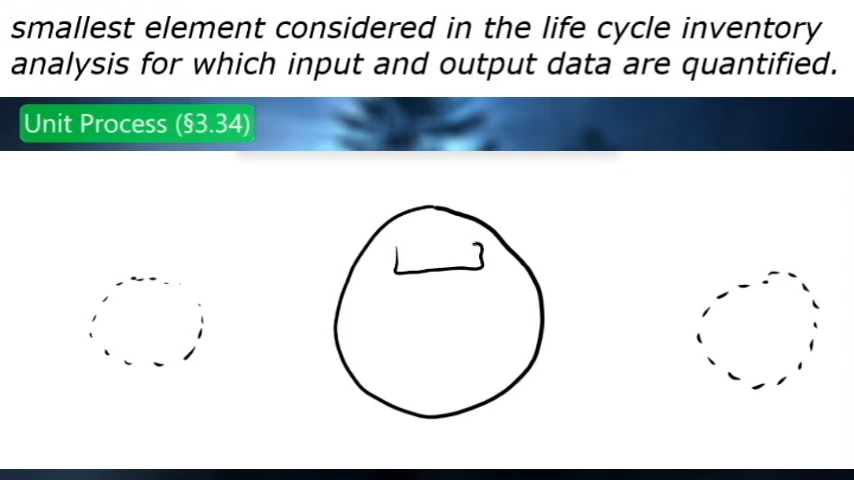 smallest element considered in the life cycle inventory
analysis for which input and output data are quantified.
Unit Process (§3.34)